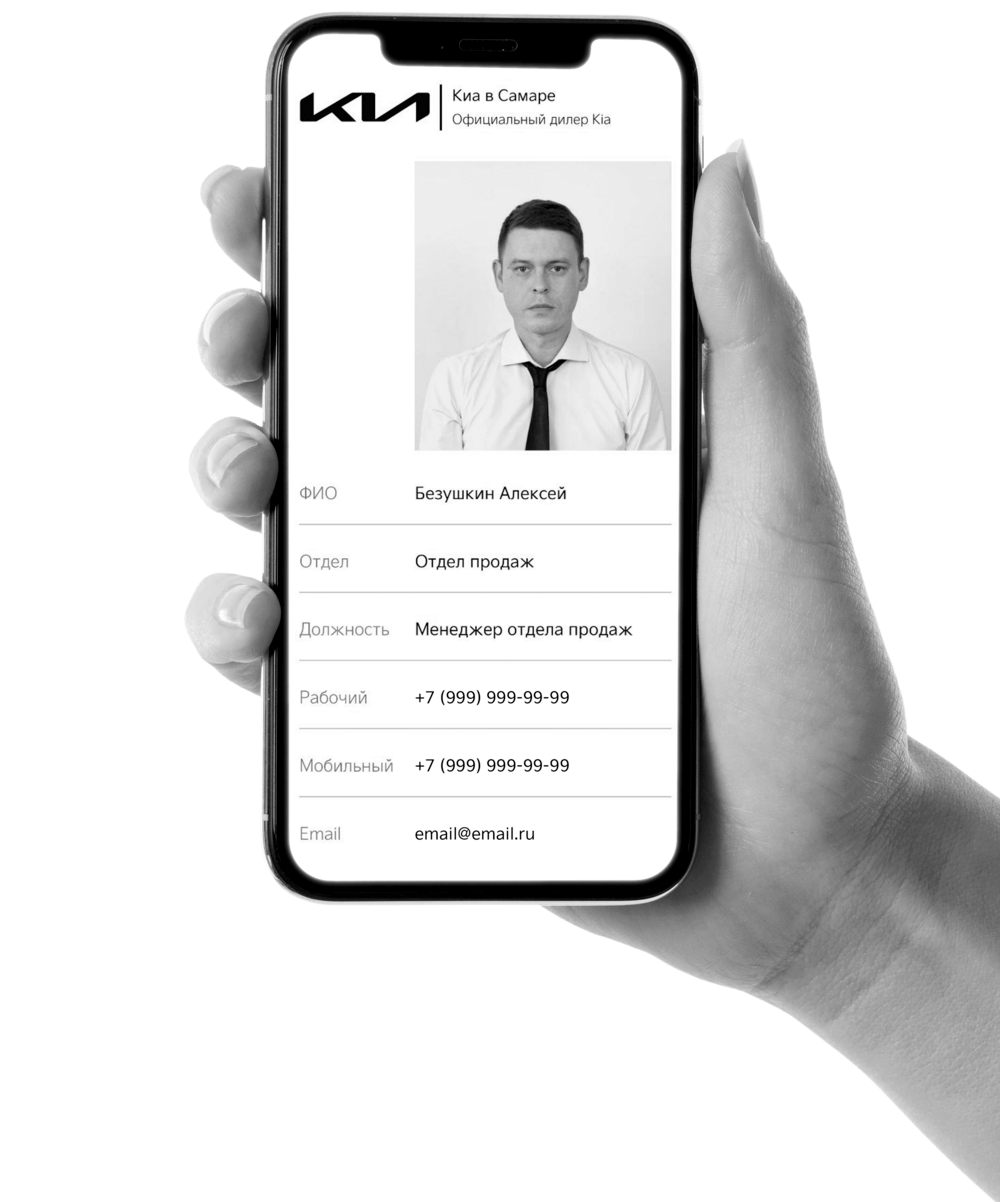 KIA
Киа в Самаре
Официальный дилер Kia
ФИО Безушкин Алексей
Отдел Отдел продаж
Должность Менеджер отдела продаж
Рабочий +7 (999) 999-99-99
Мобильный +7 (999) 999-99-99
Email email@email.ru